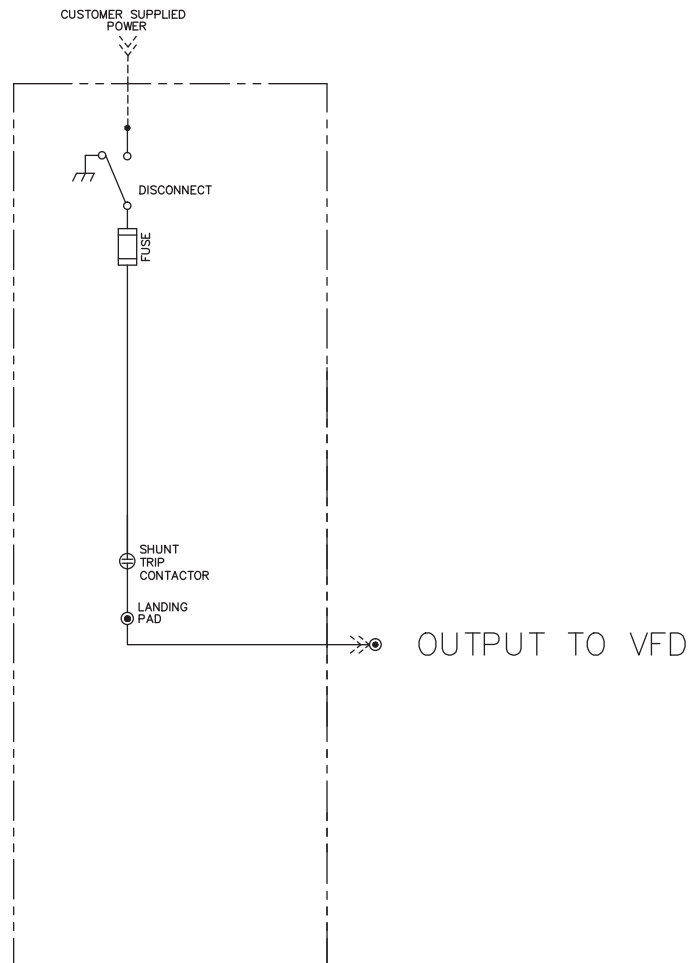 CUSTOMER SUPPLIED
POWER
DISCONNECT
FUSE
SHUNT
TRIP
CONTACTOR
LANDING
PAD
OUTPUT TO VFD